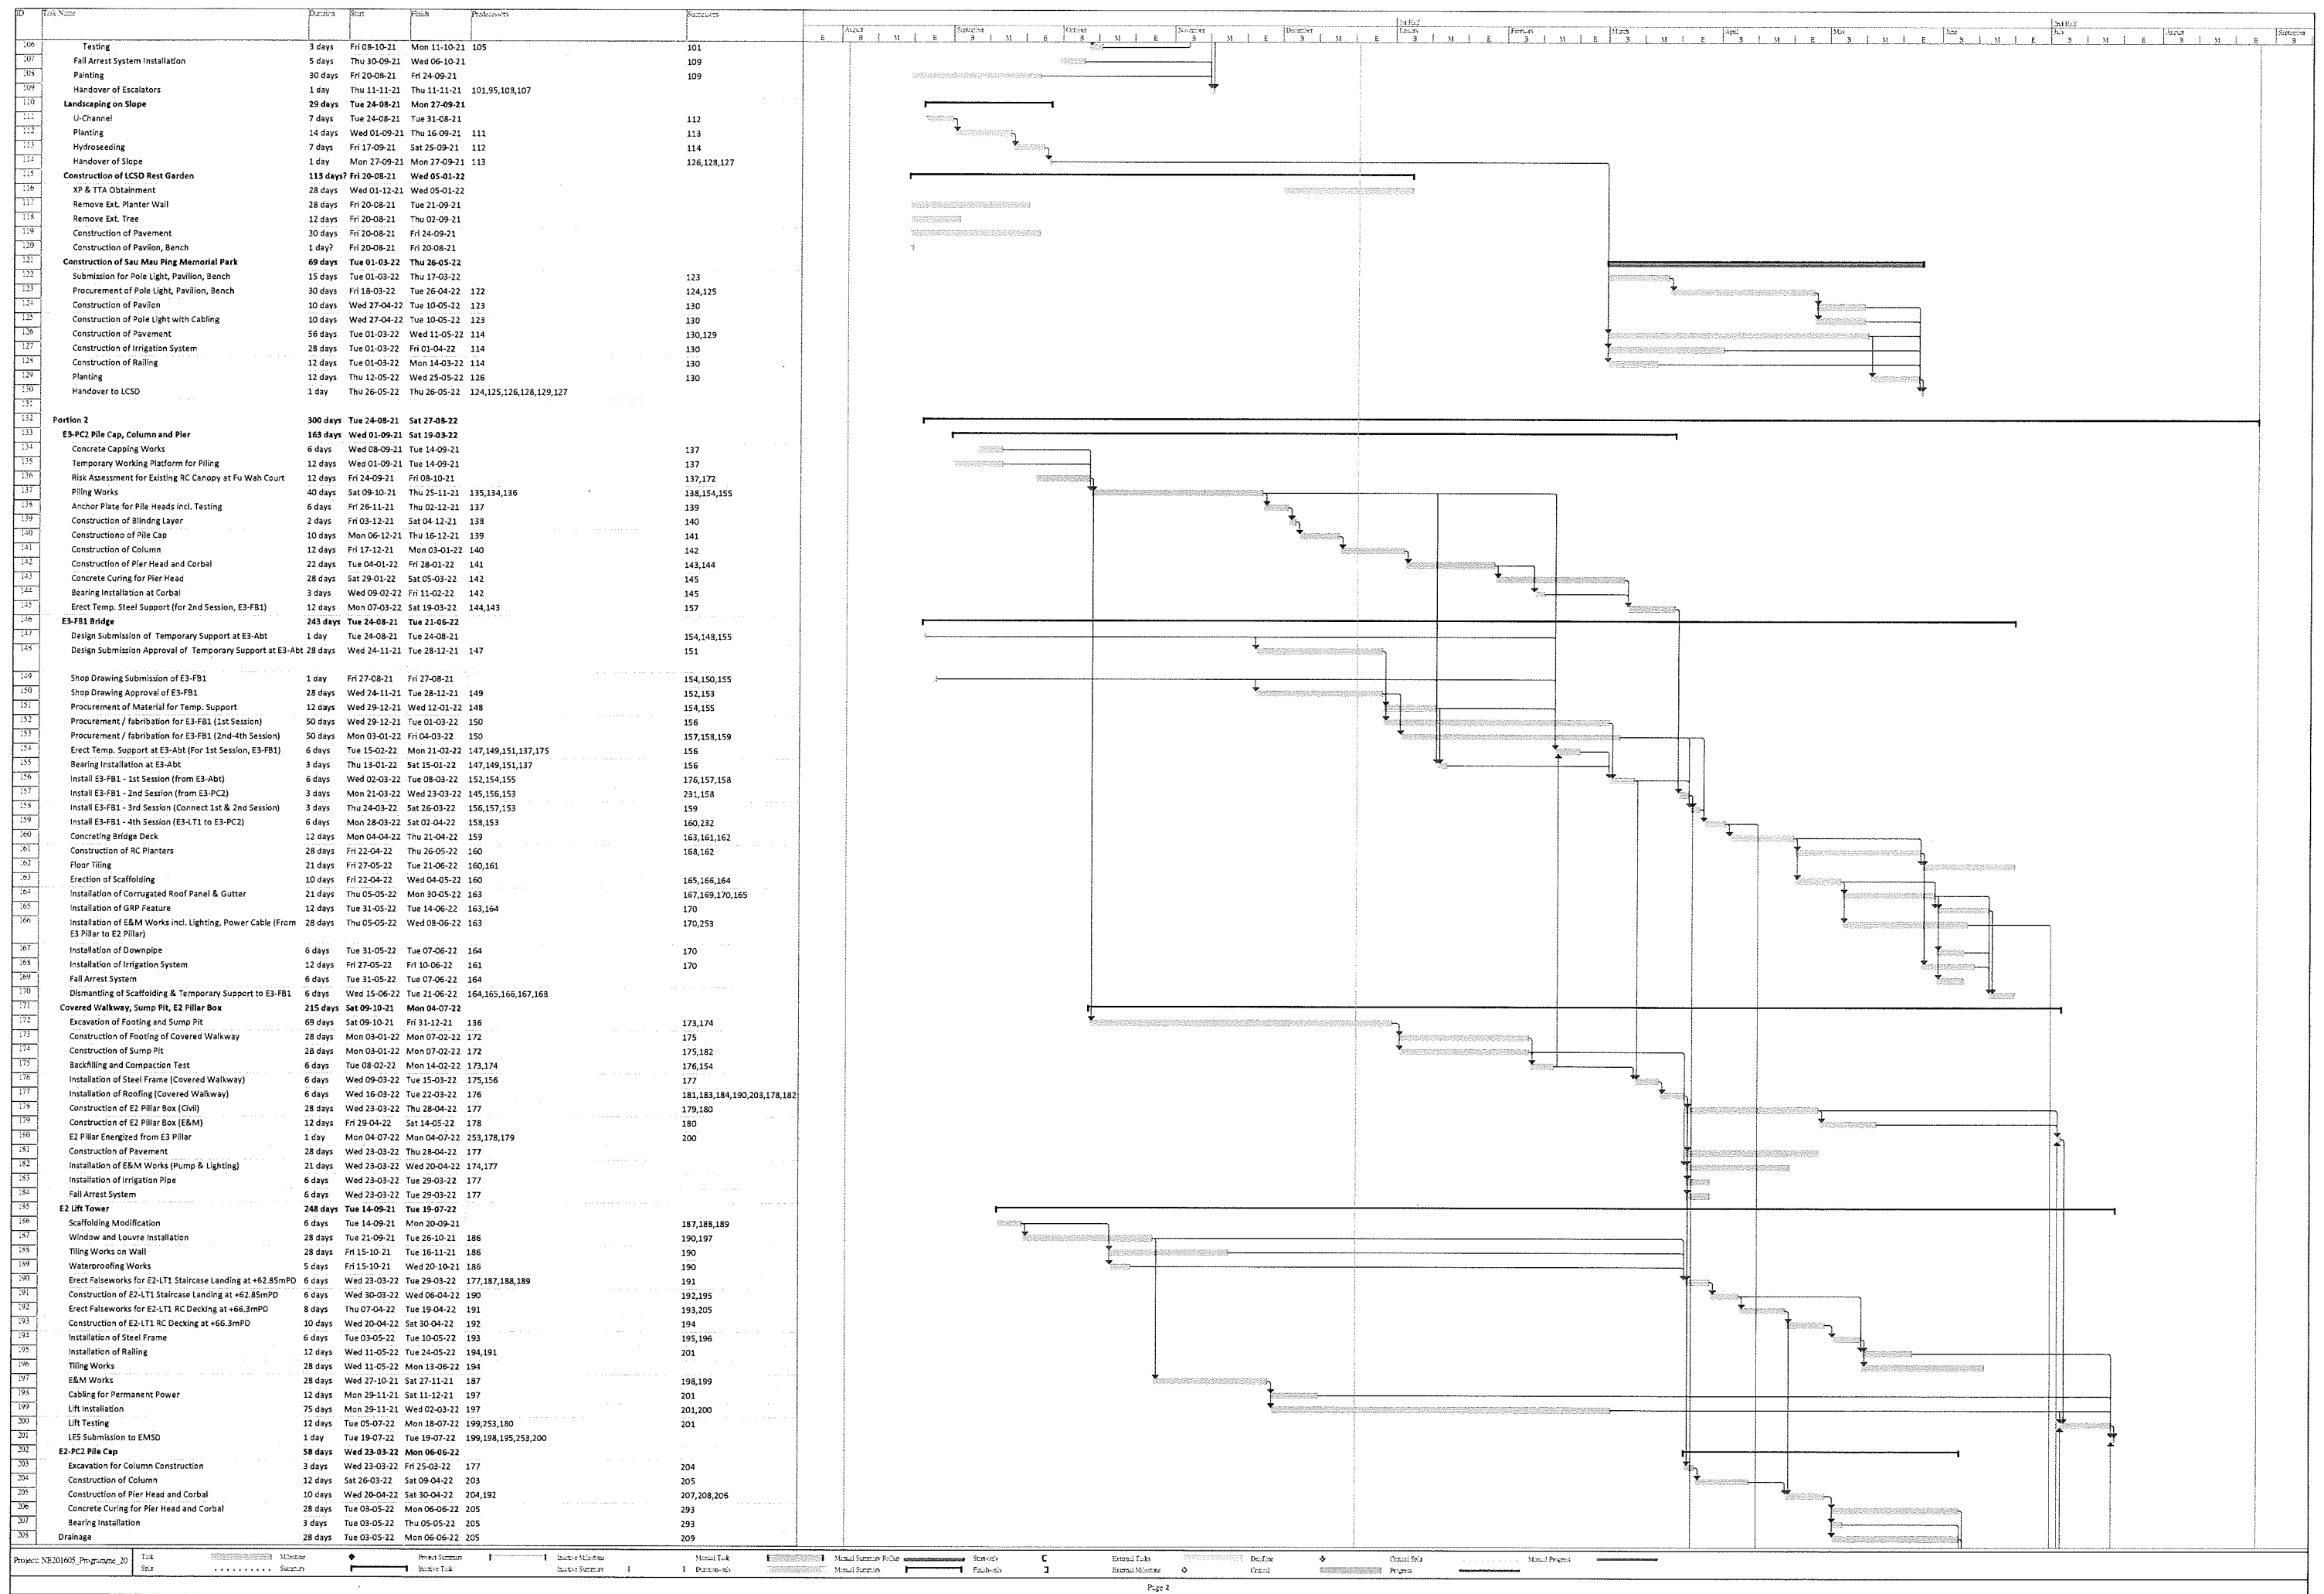 ID Task Name Duration Start Finish Predecessors Successors
1st Half 2nd Half
August September October November December January February March April May June July August September
E B M E B M E B M E B M E B M E B M E B M E B M E B M E B M E B M E B M E B M E B
106 Testing 3 days Fri 08-10-21 Mon 11-10-21 105 101
107 Fall Arrest System Installation 5 days Thu 30-09-21 Wed 06-10-21 109
108 Painting 30 days Fri 20-08-21 Fri 24-09-21 109
109 Handover of Escalators 1 day Thu 11-11-21 Thu 11-11-21 101,95,108,107
110 Landscaping on Slope 29 days Tue 24-08-21 Mon 27-09-21
111 U-Channel 7 days Tue 24-08-21 Tue 31-08-21 112
112 Planting 14 days Wed 01-09-21 Thu 16-09-21 111 113
113 Hydroseeding 7 days Fri 17-09-21 Sat 25-09-21 112 114
114 Handover of Slope 1 day Mon 27-09-21 Mon 27-09-21 113 126,128,127
115 Construction of LCSD Rest Garden 113 days? Fri 20-08-21 Wed 05-01-22
116 XP & TTA Obtainment 28 days Wed 01-12-21 Wed 05-01-22
117 Remove Ext. Planter Wall 28 days Fri 20-08-21 Tue 21-09-21
118 Remove Ext. Tree 12 days Fri 20-08-21 Thu 02-09-21
119 Construction of Pavement 30 days Fri 20-08-21 Fri 24-09-21
120 Construction of Pavilon, Bench 1 day? Fri 20-08-21 Fri 20-08-21
121 Construction of Sau Mau Ping Memorial Park 69 days Tue 01-03-22 Thu 26-05-22
122 Submission for Pole Light, Pavilion, Bench 15 days Tue 01-03-22 Thu 17-03-22 123
123 Procurement of Pole Light, Pavilion, Bench 30 days Fri 18-03-22 Tue 26-04-22 122 124,125
124 Construction of Pavilon 10 days Wed 27-04-22 Tue 10-05-22 123 130
125 Construction of Pole Light with Cabling 10 days Wed 27-04-22 Tue 10-05-22 123 130
126 Construction of Pavement 56 days Tue 01-03-22 Wed 11-05-22 114 130,129
127 Construction of Irrigation System 28 days Tue 01-03-22 Fri 01-04-22 114 130
128 Construction of Railing 12 days Tue 01-03-22 Mon 14-03-22 114 130
129 Planting 12 days Thu 12-05-22 Wed 25-05-22 126 130
130 Handover to LCSD 1 day Thu 26-05-22 Thu 26-05-22 124,125,126,128,129,127
131
132 Portion 2 300 days Tue 24-08-21 Sat 27-08-22
133 E3-PC2 Pile Cap, Column and Pier 163 days Wed 01-09-21 Sat 19-03-22
134 Concrete Capping Works 6 days Wed 08-09-21 Tue 14-09-21 137
135 Temporary Working Platform for Piling 12 days Wed 01-09-21 Tue 14-09-21 137
136 Risk Assessment for Existing RC Canopy at Fu Wah Court 12 days Fri 24-09-21 Fri 08-10-21 137,172
137 Piling Works 40 days Sat 09-10-21 Thu 25-11-21 135,134,136 138,154,155
138 Anchor Plate for Pile Heads incl. Testing 6 days Fri 26-11-21 Thu 02-12-21 137 139
139 Construction of Blindng Layer 2 days Fri 03-12-21 Sat 04-12-21 138 140
140 Constructiono of Pile Cap 10 days Mon 06-12-21 Thu 16-12-21 139 141
141 Construction of Column 12 days Fri 17-12-21 Mon 03-01-22 140 142
142 Construction of Pier Head and Corbal 22 days Tue 04-01-22 Fri 28-01-22 141 143,144
143 Concrete Curing for Pier Head 28 days Sat 29-01-22 Sat 05-03-22 142 145
144 Bearing Installation at Corbal 3 days Wed 09-02-22 Fri 11-02-22 142 145
145 Erect Temp. Steel Support (for 2nd Session, E3-FB1) 12 days Mon 07-03-22 Sat 19-03-22 144,143 157
146 E3-FB1 Bridge 243 days Tue 24-08-21 Tue 21-06-22
147 Design Submission of Temporary Support at E3-Abt 1 day Tue 24-08-21 Tue 24-08-21 154,148,155
148 Design Submission Approval of Temporary Support at E3-Abt 28 days Wed 24-11-21 Tue 28-12-21 147 151
149 Shop Drawing Submission of E3-FB1 1 day Fri 27-08-21 Fri 27-08-21 154,150,155
150 Shop Drawing Approval of E3-FB1 28 days Wed 24-11-21 Tue 28-12-21 149 152,153
151 Procurement of Material for Temp. Support 12 days Wed 29-12-21 Wed 12-01-22 148 154,155
152 Procurement / fabribation for E3-FB1 (1st Session) 50 days Wed 29-12-21 Tue 01-03-22 150 156
153 Procurement / fabribation for E3-FB1 (2nd-4th Session) 50 days Mon 03-01-22 Fri 04-03-22 150 157,158,159
154 Erect Temp. Support at E3-Abt (For 1st Session, E3-FB1) 6 days Tue 15-02-22 Mon 21-02-22 147,149,151,137,175 156
155 Bearing Installation at E3-Abt 3 days Thu 13-01-22 Sat 15-01-22 147,149,151,137 156
156 Install E3-FB1 - 1st Session (from E3-Abt) 6 days Wed 02-03-22 Tue 08-03-22 152,154,155 176,157,158
157 Install E3-FB1 - 2nd Session (from E3-PC2) 3 days Mon 21-03-22 Wed 23-03-22 145,156,153 231,158
158 Install E3-FB1 - 3rd Session (Connect 1st & 2nd Session) 3 days Thu 24-03-22 Sat 26-03-22 156,157,153 159
159 Install E3-FB1 - 4th Session (E3-LT1 to E3-PC2) 6 days Mon 28-03-22 Sat 02-04-22 158,153 160,232
160 Concreting Bridge Deck 12 days Mon 04-04-22 Thu 21-04-22 159 163,161,162
161 Construction of RC Planters 28 days Fri 22-04-22 Thu 26-05-22 160 168,162
162 Floor Tiling 21 days Fri 27-05-22 Tue 21-06-22 160,161
163 Erection of Scaffolding 10 days Fri 22-04-22 Wed 04-05-22 160 165,166,164
164 Installation of Corrugated Roof Panel & Gutter 21 days Thu 05-05-22 Mon 30-05-22 163 167,169,170,165
165 Installation of GRP Feature 12 days Tue 31-05-22 Tue 14-06-22 163,164 170
166 Installation of E&M Works incl. Lighting, Power Cable (From 28 days Thu 05-05-22 Wed 08-06-22 163 170,253
E3 Pillar to E2 Pillar)
167 Installation of Downpipe 6 days Tue 31-05-22 Tue 07-06-22 164 170
168 Installation of Irrigation System 12 days Fri 27-05-22 Fri 10-06-22 161 170
169 Fall Arrest System 6 days Tue 31-05-22 Tue 07-06-22 164
170 Dismantling of Scaffolding & Temporary Support to E3-FB1 6 days Wed 15-06-22 Tue 21-06-22 164,165,166,167,168
171 Covered Walkway, Sump Pit, E2 Pillar Box 215 days Sat 09-10-21 Mon 04-07-22
172 Excavation of Footing and Sump Pit 69 days Sat 09-10-21 Fri 31-12-21 136 173,174
173 Construction of Footing of Covered Walkway 28 days Mon 03-01-22 Mon 07-02-22 172 175
174 Construction of Sump Pit 28 days Mon 03-01-22 Mon 07-02-22 172 175,182
175 Backfilling and Compaction Test 6 days Tue 08-02-22 Mon 14-02-22 173,174 176,154
176 Installation of Steel Frame (Covered Walkway) 6 days Wed 09-03-22 Tue 15-03-22 175,156 177
177 Installation of Roofing (Covered Walkway) 6 days Wed 16-03-22 Tue 22-03-22 176 181,183,184,190,203,178,182
178 Construction of E2 Pillar Box (Civil) 28 days Wed 23-03-22 Thu 28-04-22 177 179,180
179 Construction of E2 Pillar Box (E&M) 12 days Fri 29-04-22 Sat 14-05-22 178 180
180 E2 Pillar Energized from E3 Pillar 1 day Mon 04-07-22 Mon 04-07-22 253,178,179 200
181 Construction of Pavement 28 days Wed 23-03-22 Thu 28-04-22 177
182 Installation of E&M Works (Pump & Lighting) 21 days Wed 23-03-22 Wed 20-04-22 174,177
183 Installation of Irrigation Pipe 6 days Wed 23-03-22 Tue 29-03-22 177
184 Fall Arrest System 6 days Wed 23-03-22 Tue 29-03-22 177
185 E2 Lift Tower 248 days Tue 14-09-21 Tue 19-07-22
186 Scaffolding Modification 6 days Tue 14-09-21 Mon 20-09-21 187,188,189
187 Window and Louvre Installation 28 days Tue 21-09-21 Tue 26-10-21 186 190,197
188 Tiling Works on Wall 28 days Fri 15-10-21 Tue 16-11-21 186 190
189 Waterproofing Works 5 days Fri 15-10-21 Wed 20-10-21 186 190
190 Erect Falseworks for E2-LT1 Staircase Landing at +62.85mPD 6 days Wed 23-03-22 Tue 29-03-22 177,187,188,189 191
191 Construction of E2-LT1 Staircase Landing at +62.85mPD 6 days Wed 30-03-22 Wed 06-04-22 190 192,195
192 Erect Falseworks for E2-LT1 RC Decking at +66.3mPD 8 days Thu 07-04-22 Tue 19-04-22 191 193,205
193 Construction of E2-LT1 RC Decking at +66.3mPD 10 days Wed 20-04-22 Sat 30-04-22 192 194
194 Installation of Steel Frame 6 days Tue 03-05-22 Tue 10-05-22 193 195,196
195 Installation of Railing 12 days Wed 11-05-22 Tue 24-05-22 194,191 201
196 Tiling Works 28 days Wed 11-05-22 Mon 13-06-22 194
197 E&M Works 28 days Wed 27-10-21 Sat 27-11-21 187 198,199
198 Cabling for Permanent Power 12 days Mon 29-11-21 Sat 11-12-21 197 201
199 Lift Installation 75 days Mon 29-11-21 Wed 02-03-22 197 201,200
200 Lift Testing 12 days Tue 05-07-22 Mon 18-07-22 199,253,180 201
201 LE5 Submission to EMSD 1 day Tue 19-07-22 Tue 19-07-22 199,198,195,253,200
202 E2-PC2 Pile Cap 58 days Wed 23-03-22 Mon 06-06-22
203 Excavation for Column Construction 3 days Wed 23-03-22 Fri 25-03-22 177 204
204 Construction of Column 12 days Sat 26-03-22 Sat 09-04-22 203 205
205 Construction of Pier Head and Corbal 10 days Wed 20-04-22 Sat 30-04-22 204,192 207,208,206
206 Concrete Curing for Pier Head and Corbal 28 days Tue 03-05-22 Mon 06-06-22 205 293
207 Bearing Installation 3 days Tue 03-05-22 Thu 05-05-22 205 293
208 Drainage 28 days Tue 03-05-22 Mon 06-06-22 205 209
Project: NE201605_Programme_20
Task Milestone Project Summary Inactive Milestone Manual Task Manual Summary Rollup Start-only External Tasks Deadline Critical Split Manual Progress
Split Summary Inactive Task Inactive Summary Duration-only Manual Summary Finish-only External Milestone Critical Progress
Page 2